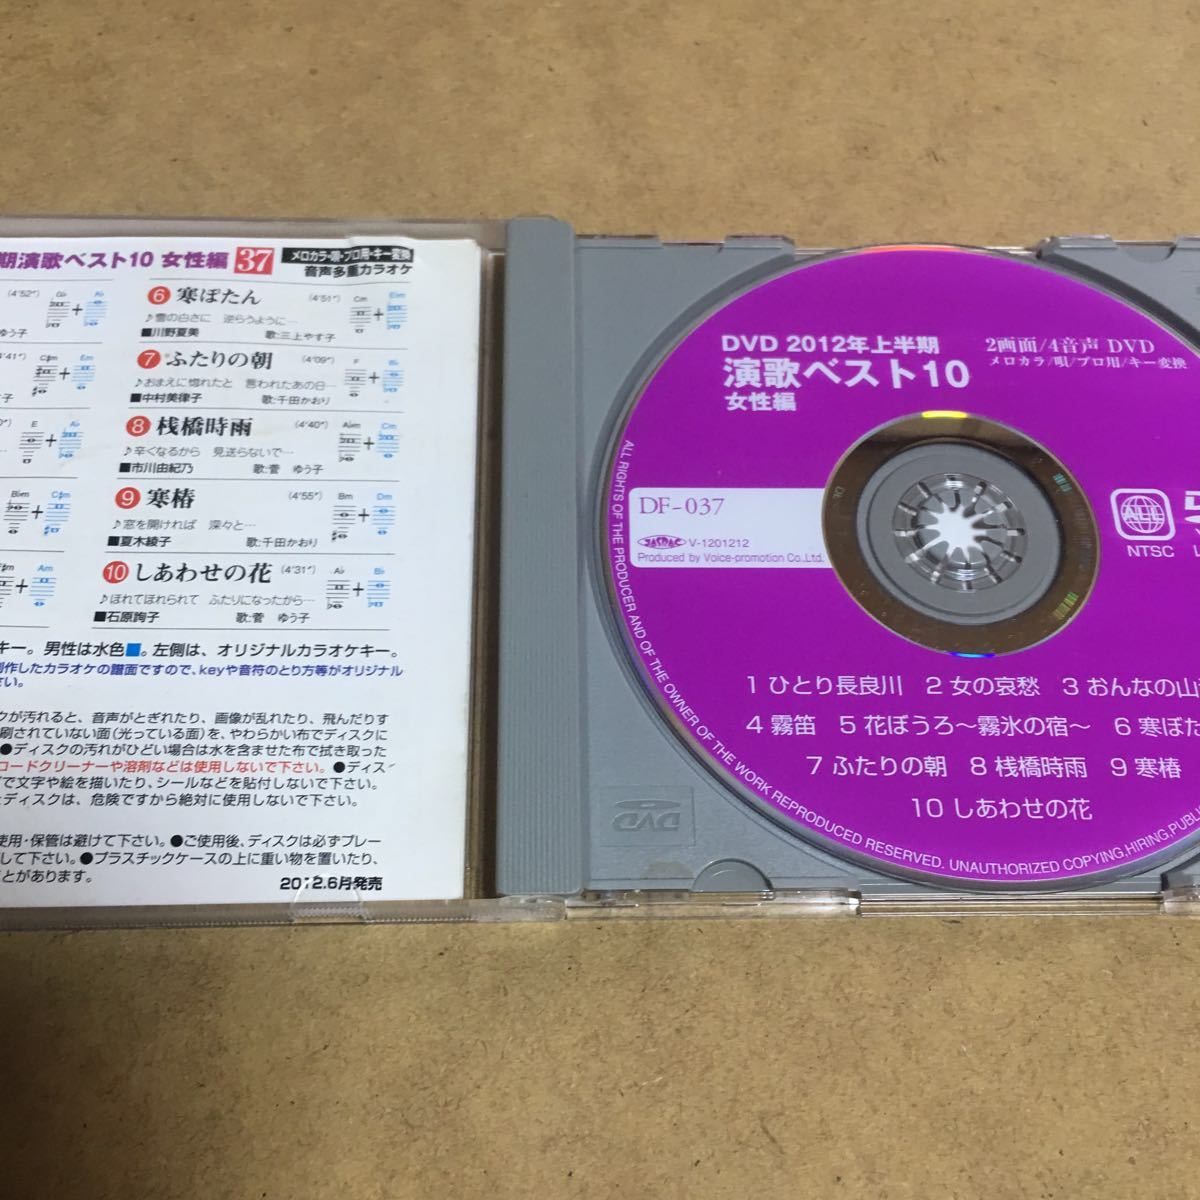 期演歌ベスト10 女性編 37 メロカラ・唄・プロ用・キー変換
音声多重カラオケ
(4'52")
G♭ A♭
ゆう子
4'41")
C♯m Em
子
E A♭
B♭m C♯m
F♯m Am
6 寒ぼたん (4'51") Cm E♭m
♪雪の白さに 逆らうように…
■川野夏美 歌:三上やす子
7 ふたりの朝 (4'09") F B♭
♪おまえに惚れたと 言われたあの日…
■中村美律子 歌:千田かおり
8 桟橋時雨 (4'40") A♭m Cm
♪辛くなるから 見送らないで…
■市川由紀乃 歌:菅 ゆう子
9 寒椿 (4'55") Bm Dm
♪窓を開ければ 深々と…
■夏木綾子 歌:千田かおり
10 しあわせの花 (4'31") A♭ B♭
♪ほれてほれられて ふたりになったから…
■石原詢子 歌:菅 ゆう子
キー。男性は水色■。左側は、オリジナルカラオケキー。
制作したカラオケの譜面ですので、keyや音符のとり方等がオリジナル
さい。
クが汚れると、音声がとぎれたり、画像が乱れたり、飛んだりす
刷されていない面(光っている面)を、やわらかい布でディスクに
●ディスクの汚れがひどい場合は水を含ませた布で拭き取った
コードクリーナーや溶剤などは使用しないで下さい。●ディス
で文字や絵を描いたり、シールなどを貼付しないで下さい。
たディスクは、危険ですから絶対に使用しないで下さい。
使用・保管は避けて下さい。●ご使用後、ディスクは必ずプレー
して下さい。●プラスチックケースの上に重い物を置いたり、
とがあります。
2012.6月発売
DVD 2012年上半期
演歌ベスト10
女性編
2画面/4音声 DVD
メロカラ/唄/プロ用/キー変換
DF-037
JASRAC V-1201212
Produced by Voice-promotion Co.,Ltd.
ALL
NTSC
1 ひとり長良川 2 女の哀愁 3 おんなの山
4 霧笛 5 花ぼうろ〜霧氷の宿〜 6 寒ぼた
7 ふたりの朝 8 桟橋時雨 9 寒椿
10 しあわせの花
ALL RIGHTS OF THE PRODUCER AND OF THE OWNER OF THE WORK REPRODUCED RESERVED. UNAUTHORIZED COPYING,HIRING,PUBLI
DVD